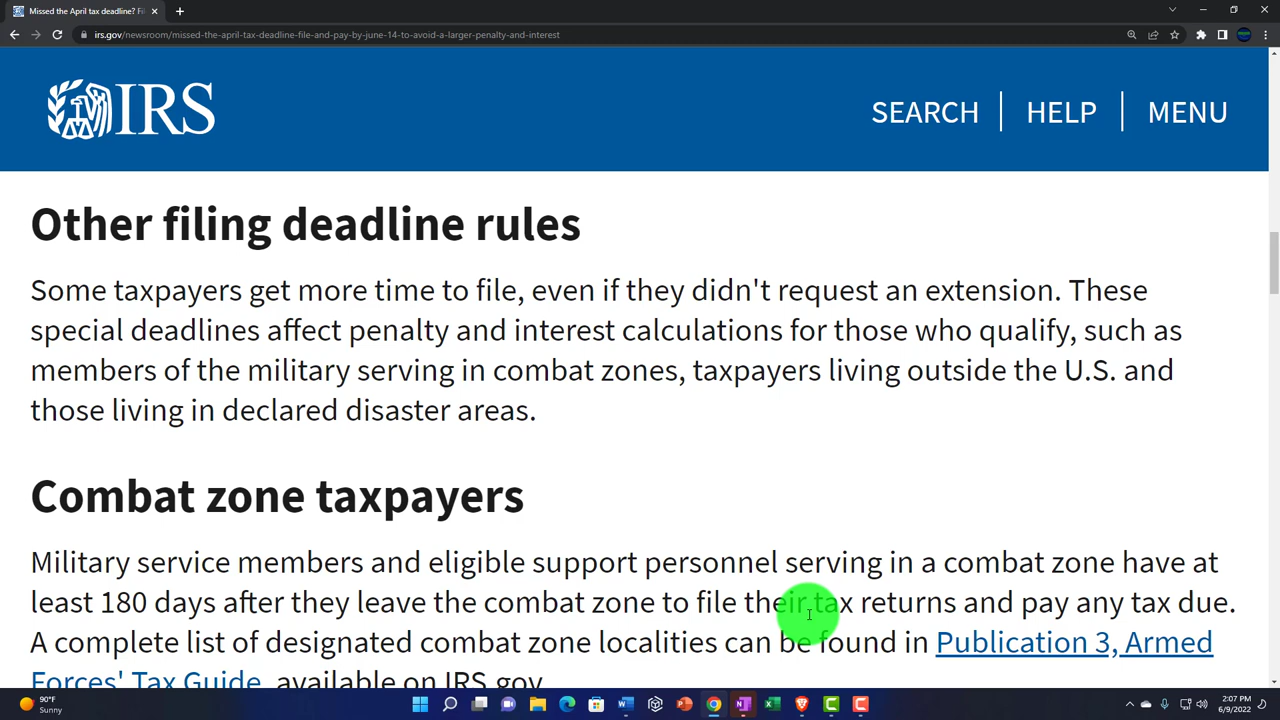 Missed the April tax deadline? Fi
irs.gov/newsroom/missed-the-april-tax-deadline-file-and-pay-by-june-14-to-avoid-a-larger-penalty-and-interest
IRS
SEARCH HELP MENU
Other filing deadline rules
Some taxpayers get more time to file, even if they didn't request an extension. These
special deadlines affect penalty and interest calculations for those who qualify, such as
members of the military serving in combat zones, taxpayers living outside the U.S. and
those living in declared disaster areas.
Combat zone taxpayers
Military service members and eligible support personnel serving in a combat zone have at
least 180 days after they leave the combat zone to file their tax returns and pay any tax due.
A complete list of designated combat zone localities can be found in Publication 3, Armed
Forces' Tax Guide, available on IRS.gov.
90°F
Sunny
2:07 PM
6/9/2022